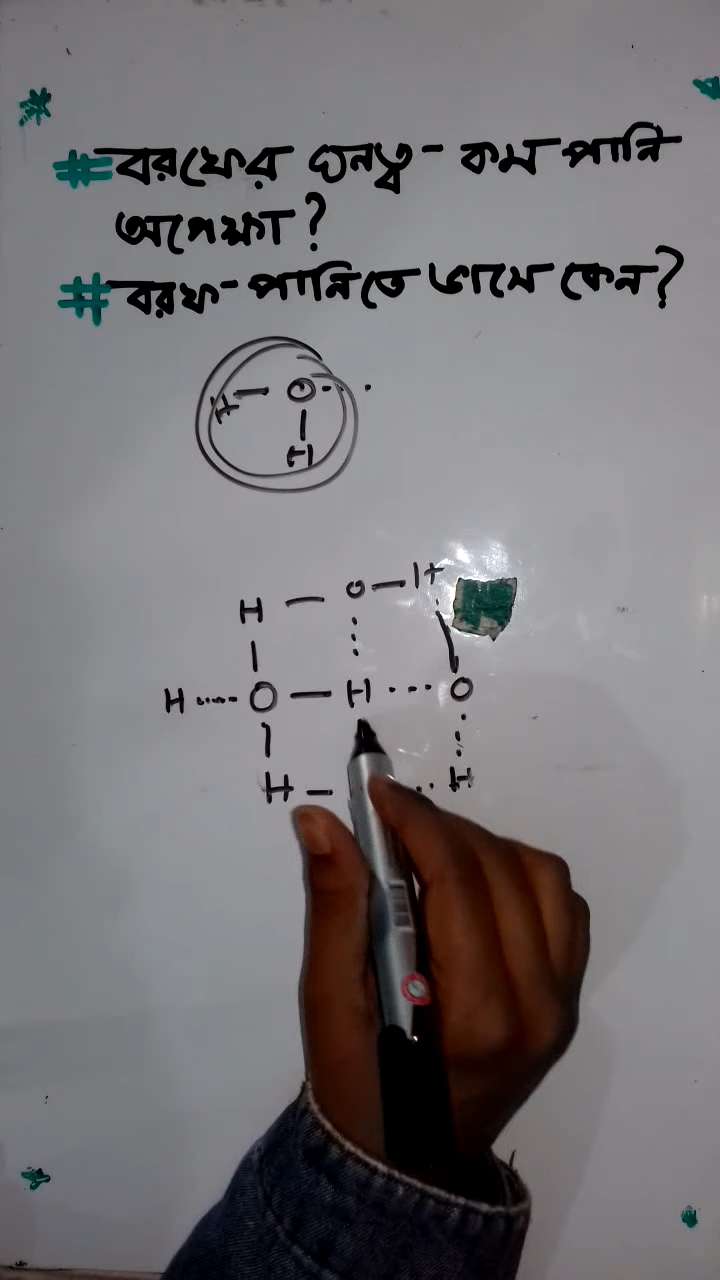 # বরফের ঘনত্ব - কম পানি
অপেক্ষা ?
# বরফ - পানিতে ভাসে কেন ?
H — O - - ·
H
H — O — H
H ····· O — H ··· O
H — ·· H